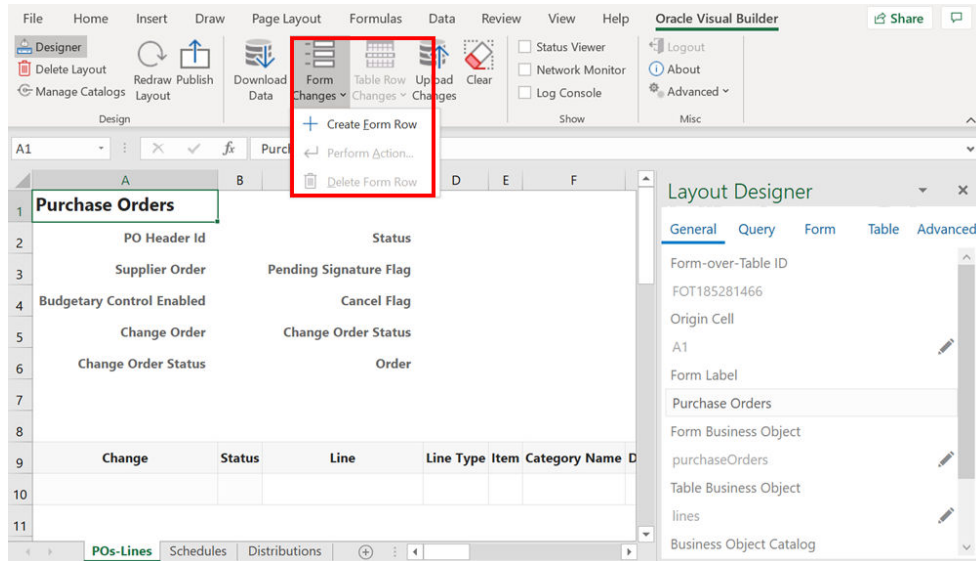 File Home Insert Draw Page Layout Formulas Data Review View Help Oracle Visual Builder Share
Designer
Delete Layout
Manage Catalogs
Redraw Layout
Publish
Design
Download Data
Form Changes
Table Row Changes
Upload Changes
Clear
Status Viewer
Network Monitor
Log Console
Show
Logout
About
Advanced
Misc
Create Form Row
Perform Action...
Delete Form Row
A1 fx Purch
A B D E F
1 Purchase Orders
2 PO Header Id Status
3 Supplier Order Pending Signature Flag
4 Budgetary Control Enabled Cancel Flag
5 Change Order Change Order Status
6 Change Order Status Order
7
8
9 Change Status Line Line Type Item Category Name D
10
11
POs-Lines Schedules Distributions
Layout Designer
General Query Form Table Advanced
Form-over-Table ID
FOT185281466
Origin Cell
A1
Form Label
Purchase Orders
Form Business Object
purchaseOrders
Table Business Object
lines
Business Object Catalog